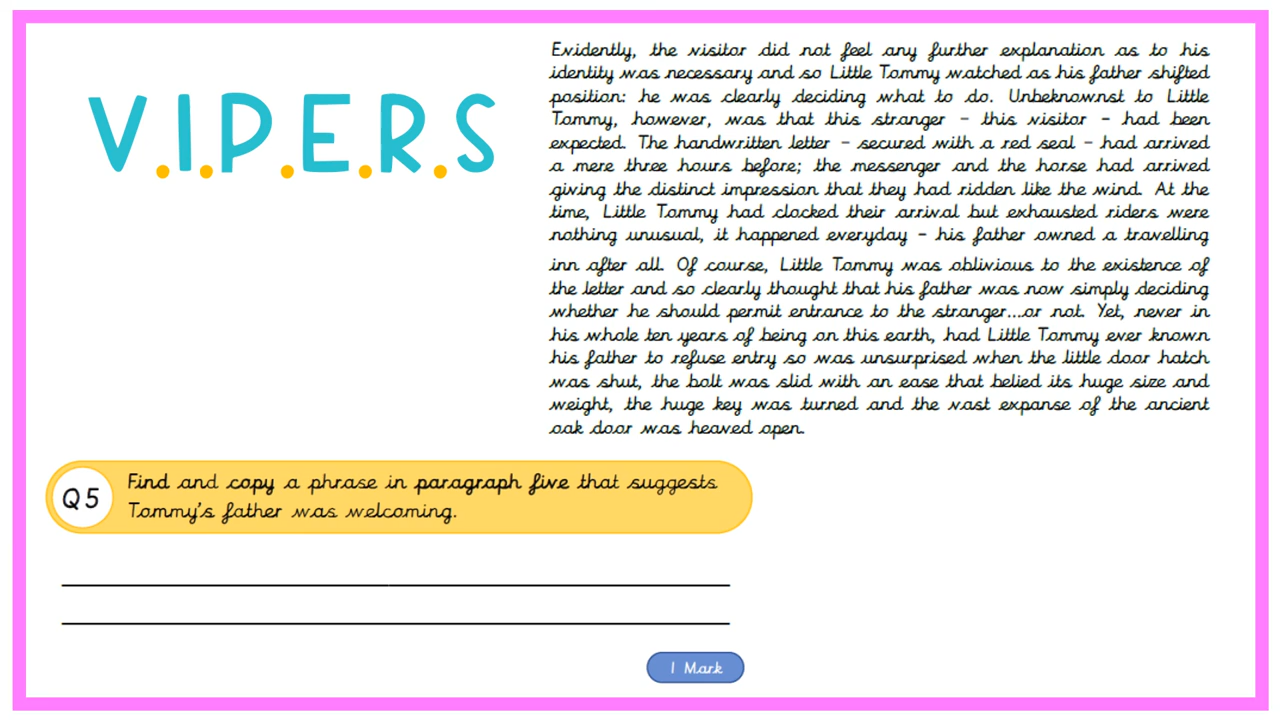 V.I.P.E.R.S
Evidently, the visitor did not feel any further explanation as to his
identity was necessary and so Little Tommy watched as his father shifted
position: he was clearly deciding what to do. Unbeknownst to Little
Tommy, however, was that this stranger – this visitor – had been
expected. The handwritten letter – secured with a red seal – had arrived
a mere three hours before; the messenger and the horse had arrived
giving the distinct impression that they had ridden like the wind. At the
time, Little Tommy had clocked their arrival but exhausted riders were
nothing unusual, it happened everyday – his father owned a travelling
inn after all. Of course, Little Tommy was oblivious to the existence of
the letter and so clearly thought that his father was now simply deciding
whether he should permit entrance to the stranger...or not. Yet, never in
his whole ten years of being on this earth, had Little Tommy ever known
his father to refuse entry so was unsurprised when the little door hatch
was shut, the bolt was slid with an ease that belied its huge size and
weight, the huge key was turned and the vast expanse of the ancient
oak door was heaved open.
Q5
Find and copy a phrase in paragraph five that suggests
Tommy's father was welcoming.
1 Mark